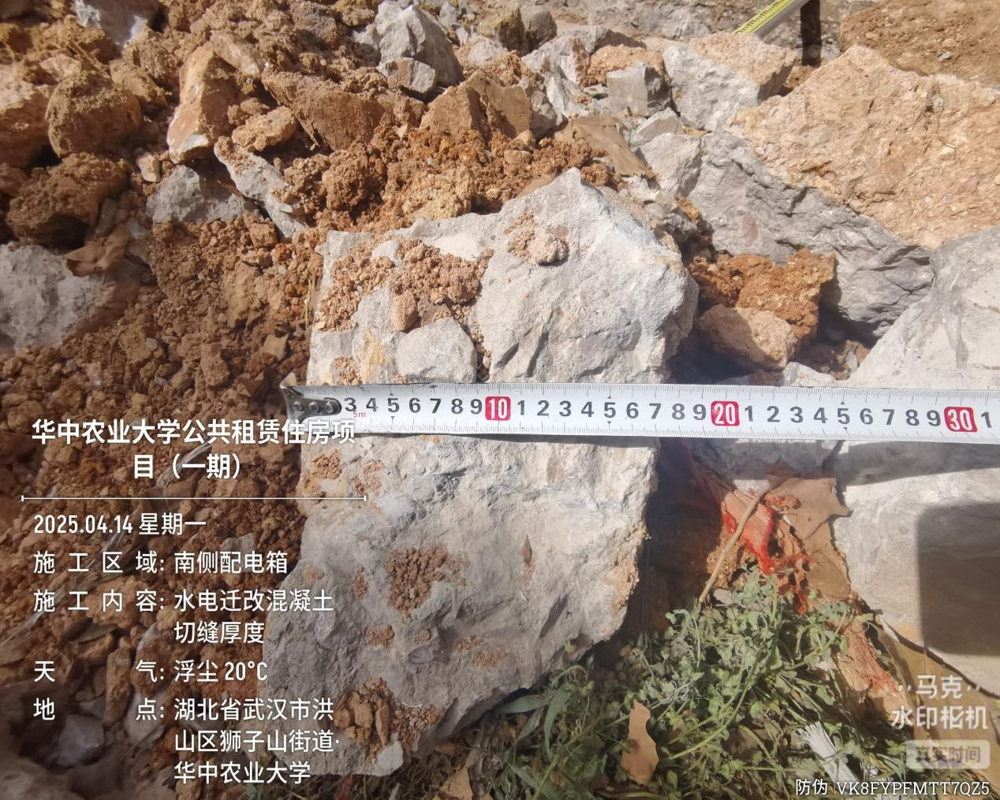 3 4 5 6 7 8 9 10 1 2 3 4 5 6 7 8 9 20 1 2 3 4 5 6 7 8 9 30 1
5m
华中农业大学公共租赁住房项
目（一期）
2025.04.14 星期一
施工区域: 南侧配电箱
施工内容: 水电迁改混凝土
切缝厚度
天气: 浮尘 20°C
地点: 湖北省武汉市洪
山区狮子山街道·
华中农业大学
马克
水印相机
真实时间
防伪 VK8FYPFMTT7QZ5